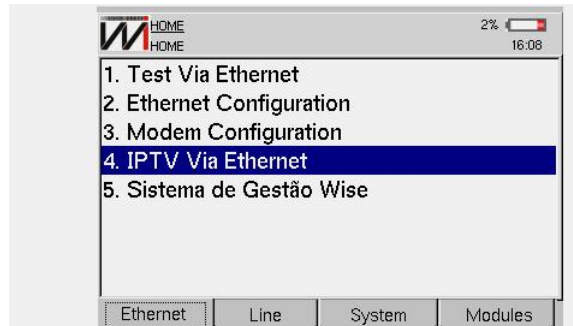 HOME
HOME
2%
16:08
1. Test Via Ethernet
2. Ethernet Configuration
3. Modem Configuration
4. IPTV Via Ethernet
5. Sistema de Gestão Wise
Ethernet Line System Modules